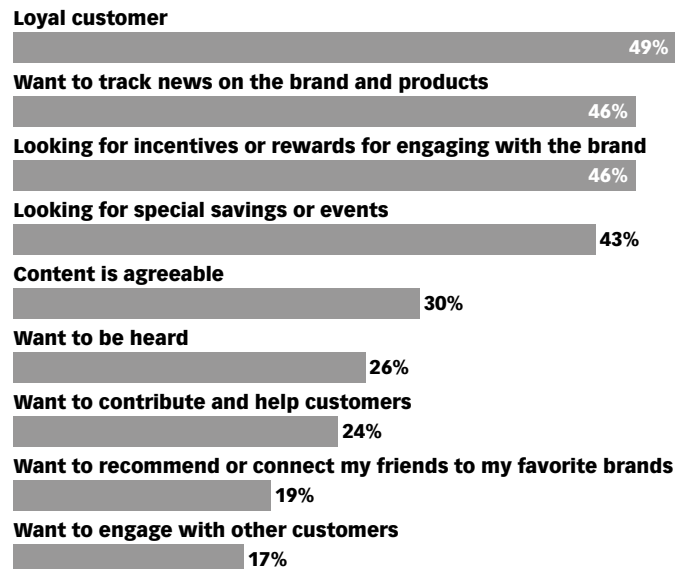 Loyal customer
49%
Want to track news on the brand and products
46%
Looking for incentives or rewards for engaging with the brand
46%
Looking for special savings or events
43%
Content is agreeable
30%
Want to be heard
26%
Want to contribute and help customers
24%
Want to recommend or connect my friends to my favorite brands
19%
Want to engage with other customers
17%